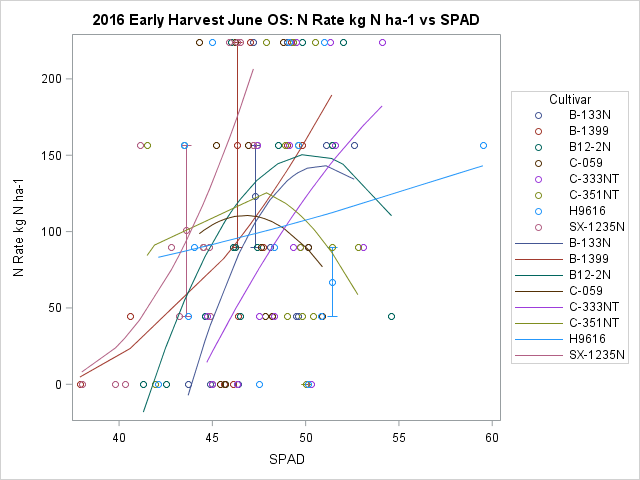 2016 Early Harvest June OS: N Rate kg N ha-1 vs SPAD
N Rate kg N ha-1
200
150
100
50
0
40
45
50
55
60
SPAD
Cultivar
B-133N
B-1399
B12-2N
C-059
C-333NT
C-351NT
H9616
SX-1235N
B-133N
B-1399
B12-2N
C-059
C-333NT
C-351NT
H9616
SX-1235N